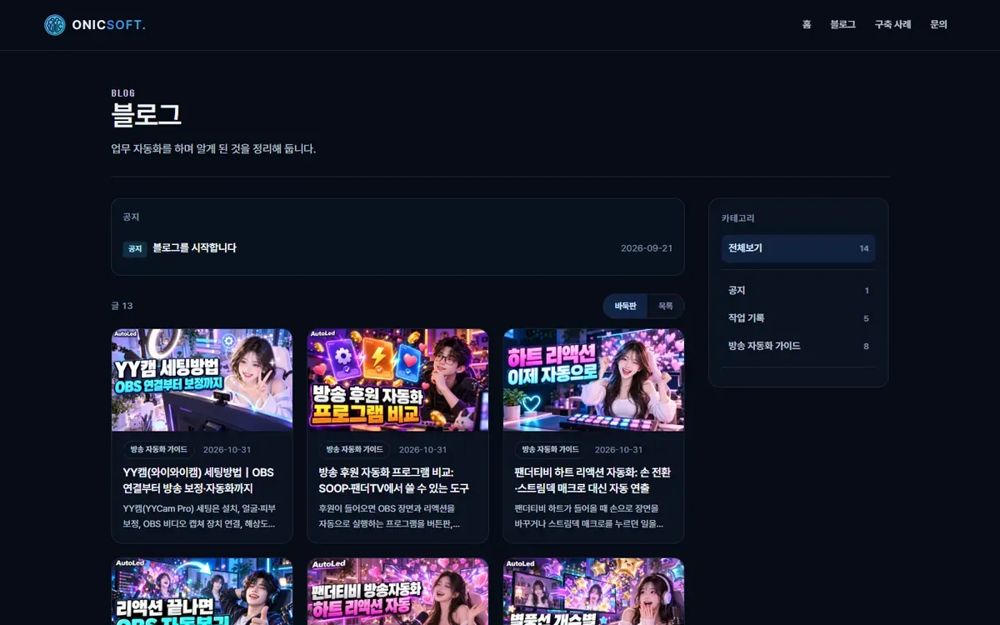 ONICSOFT.
홈 블로그 구축 사례 문의
BLOG
블로그
업무 자동화를 하며 알게 된 것을 정리해 둡니다.
공지
공지 블로그를 시작합니다 2026-09-21
카테고리
전체보기 14
공지 1
작업 기록 5
방송 자동화 가이드 8
글 13
바둑판 목록
AutoLed
YY캠 세팅방법
OBS 연결부터 보정까지
방송 자동화 가이드 2026-10-31
YY캠(와이와이캠) 세팅방법 | OBS
연결부터 방송 보정·자동화까지
YY캠(YYCam Pro) 세팅은 설치, 얼굴·피부
보정, OBS 비디오 캡쳐 장치 연결, 해상도...
AutoLed
방송 후원 자동화
프로그램 비교
방송 자동화 가이드 2026-10-31
방송 후원 자동화 프로그램 비교:
SOOP·팬더TV에서 쓸 수 있는 도구
후원이 들어오면 OBS 장면과 리액션을
자동으로 실행하는 프로그램을 버튼판,...
하트 리액션
이제 자동으로
방송 자동화 가이드 2026-10-31
팬더티비 하트 리액션 자동화: 손 전환
·스트림덱 매크로 대신 자동 연출
팬더티비 하트가 들어올 때 손으로 장면을
바꾸거나 스트림덱 매크로를 누르던 일을...
AutoLed
리액션 끝나면
OBS 자동복귀
AutoLed
팬더티비 방송자동화
하트 리액션 자동
AutoLed
별풍선 개수별